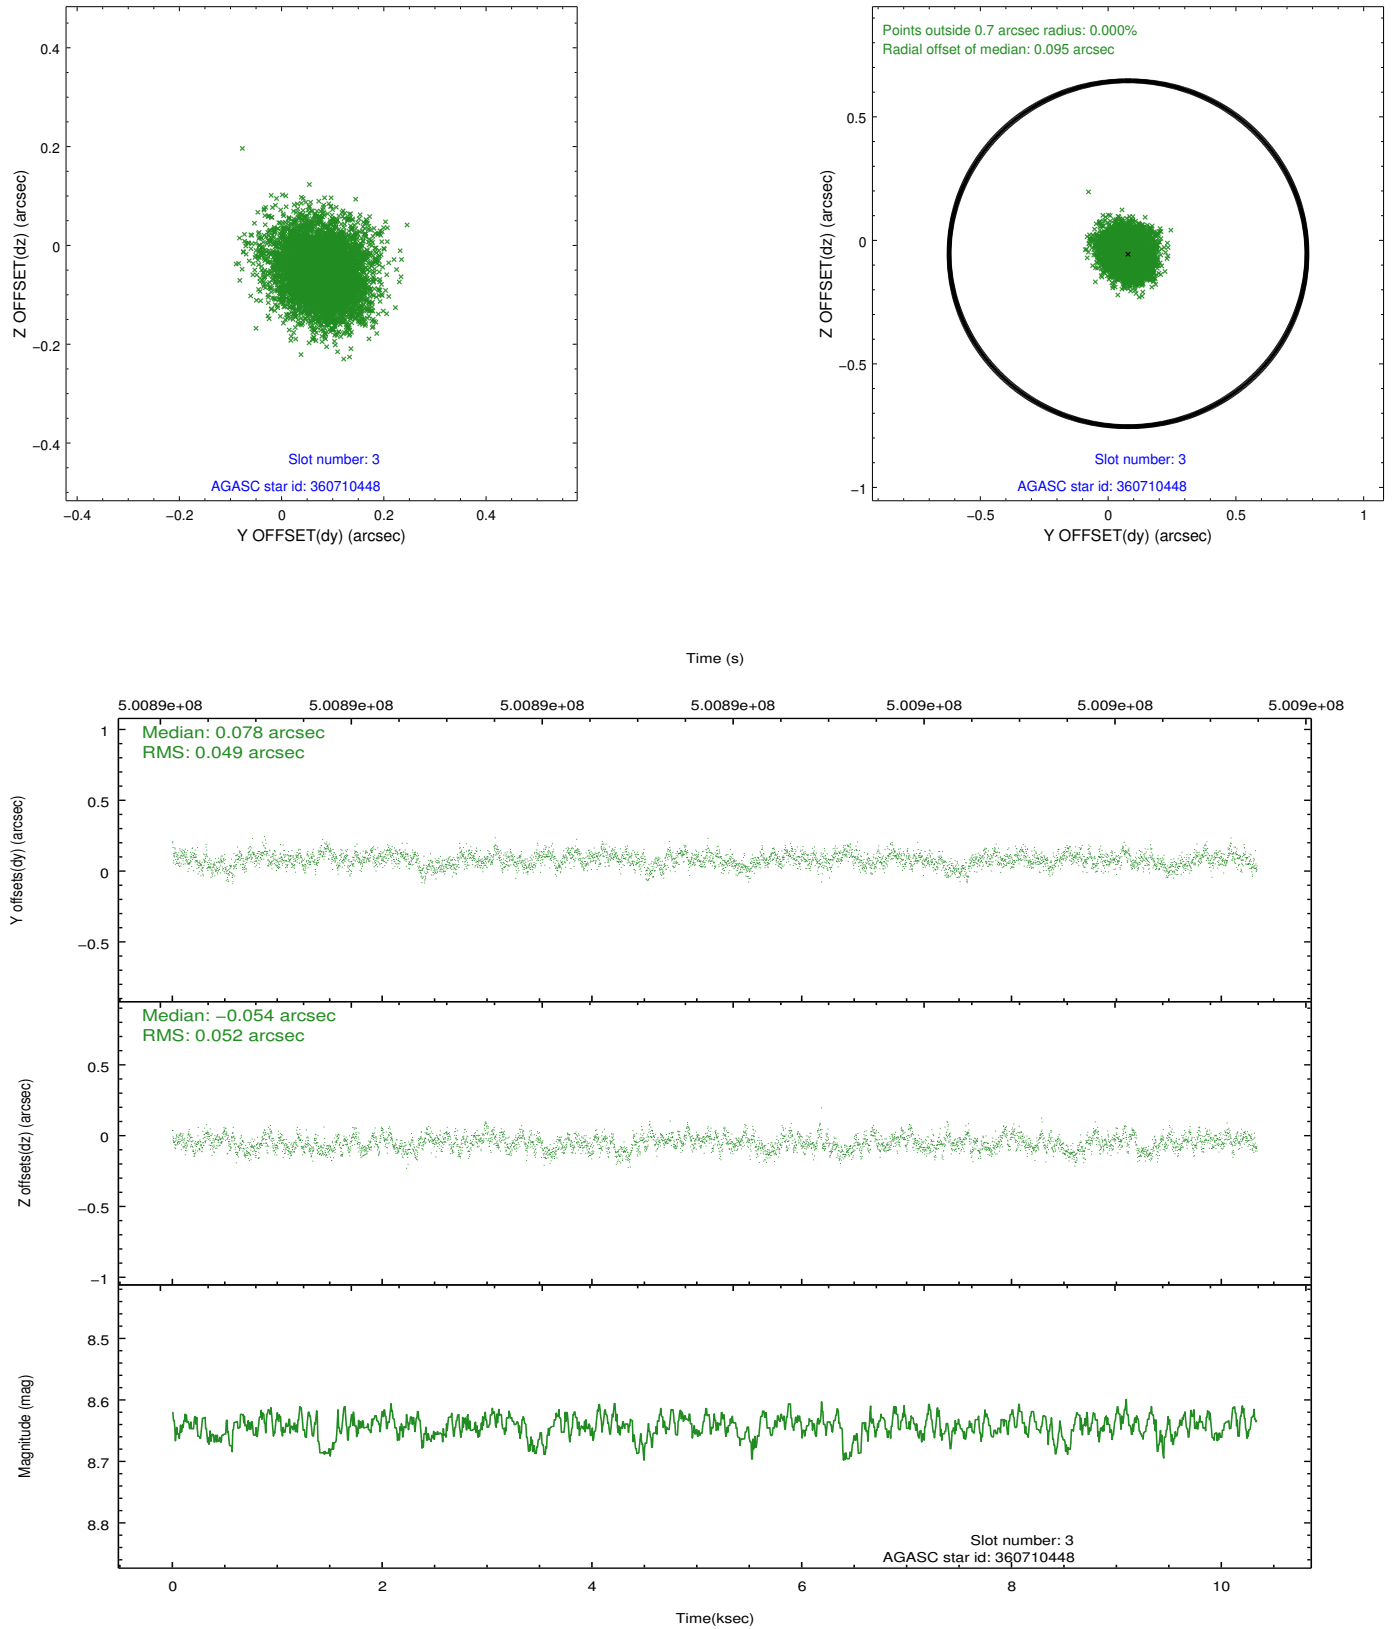 0.4
0.2
0
−0.2
−0.4
Z OFFSET(dz) (arcsec)
Slot number: 3
AGASC star id: 360710448
−0.4 −0.2 0 0.2 0.4
Y OFFSET(dy) (arcsec)
Points outside 0.7 arcsec radius: 0.000%
Radial offset of median: 0.095 arcsec
0.5
0
−0.5
−1
Z OFFSET(dz) (arcsec)
Slot number: 3
AGASC star id: 360710448
−0.5 0 0.5 1
Y OFFSET(dy) (arcsec)
Time (s)
5.0089e+08 5.0089e+08 5.0089e+08 5.0089e+08 5.009e+08 5.009e+08 5.009e+08
Median: 0.078 arcsec
RMS: 0.049 arcsec
1
0.5
0
−0.5
Y offsets(dy) (arcsec)
Median: −0.054 arcsec
RMS: 0.052 arcsec
0.5
0
−0.5
−1
Z offsets(dz) (arcsec)
8.5
8.6
8.7
8.8
Magnitude (mag)
Slot number: 3
AGASC star id: 360710448
0 2 4 6 8 10
Time(ksec)